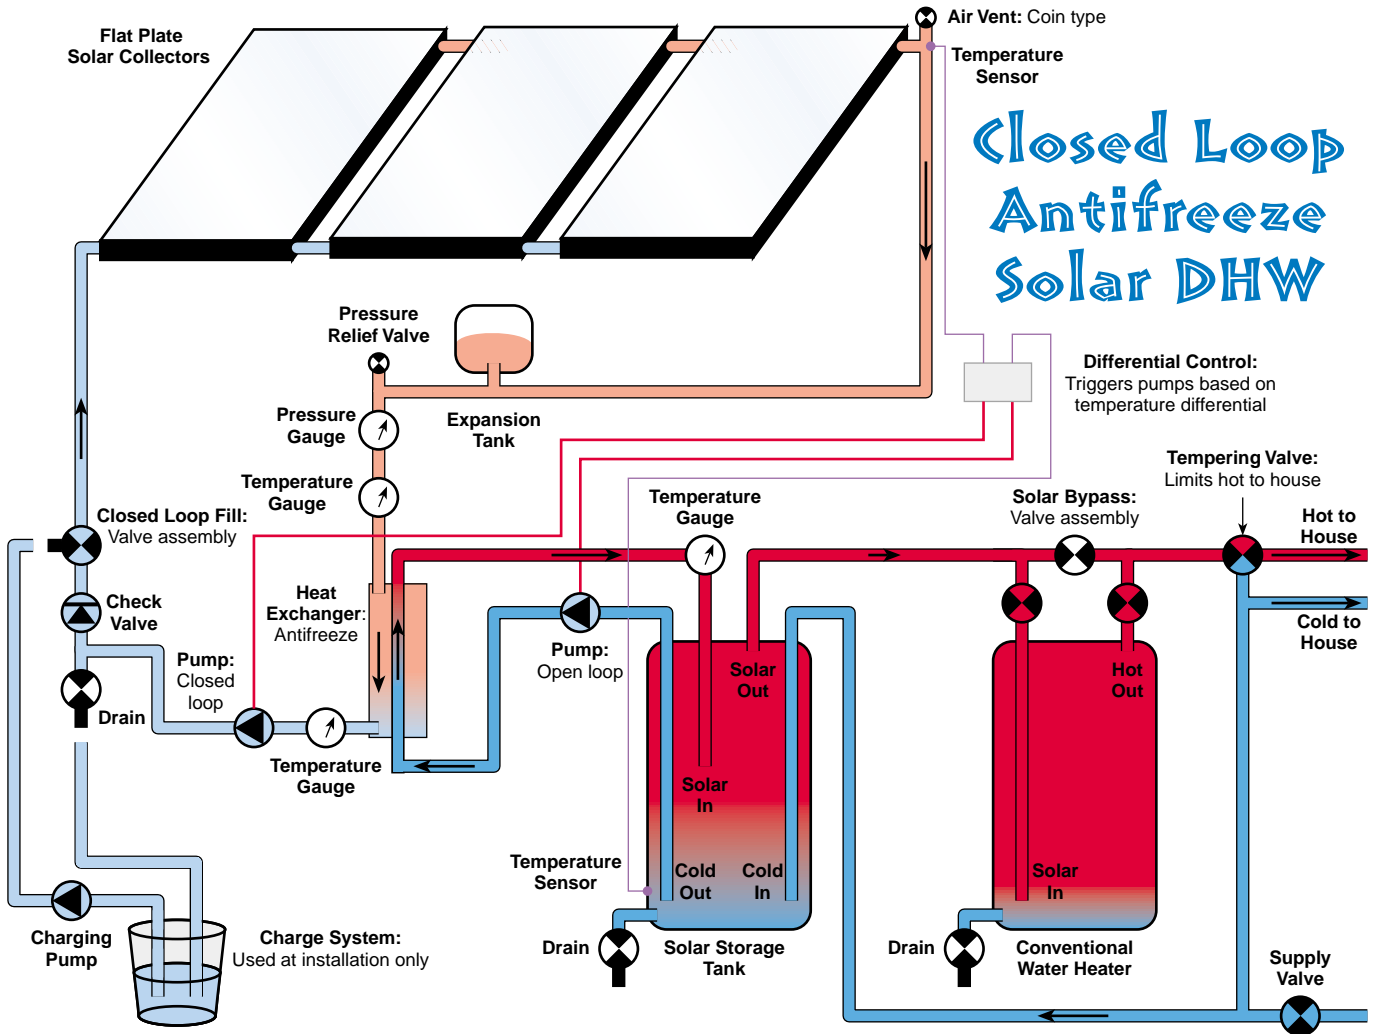 Flat Plate
Solar Collectors
Air Vent: Coin type
Temperature
Sensor
Closed Loop
Antifreeze
Solar DHW
Pressure
Relief Valve
Differential Control:
Triggers pumps based on
temperature differential
Pressure
Gauge
Expansion
Tank
Temperature
Gauge
Temperature
Gauge
Solar Bypass:
Valve assembly
Tempering Valve:
Limits hot to house
Hot to
House
Closed Loop Fill:
Valve assembly
Heat
Exchanger:
Antifreeze
Check
Valve
Cold to
House
Pump:
Closed
loop
Pump:
Open loop
Solar
Out
Hot
Out
Drain
Temperature
Gauge
Solar
In
Temperature
Sensor
Cold
Out
Cold
In
Solar
In
Charging
Pump
Charge System:
Used at installation only
Drain
Solar Storage
Tank
Drain
Conventional
Water Heater
Supply
Valve